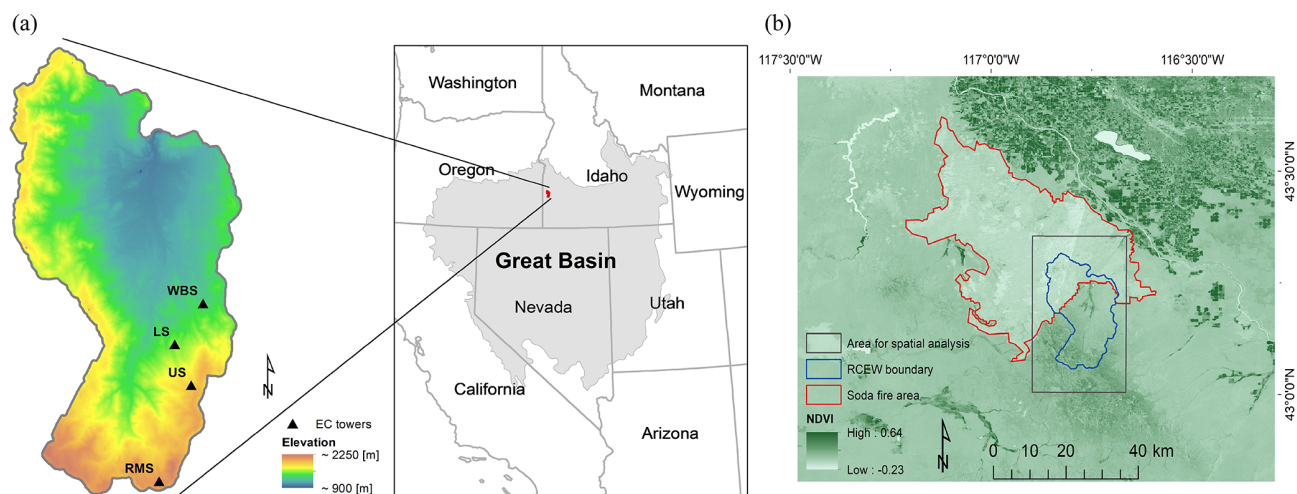 (a)
WBS
LS
US
RMS
N
EC towers
Elevation
~ 2250 [m]
~ 900 [m]
Washington
Montana
Oregon
Idaho
Wyoming
Great Basin
Nevada
Utah
California
Arizona
(b)
117°30'W
117°0'0"W
116°30'0"W
43°30'0"N
43°0'0"N
Area for spatial analysis
RCEW boundary
Soda fire area
NDVI
High : 0.64
Low : -0.23
N
0 10 20 40 km